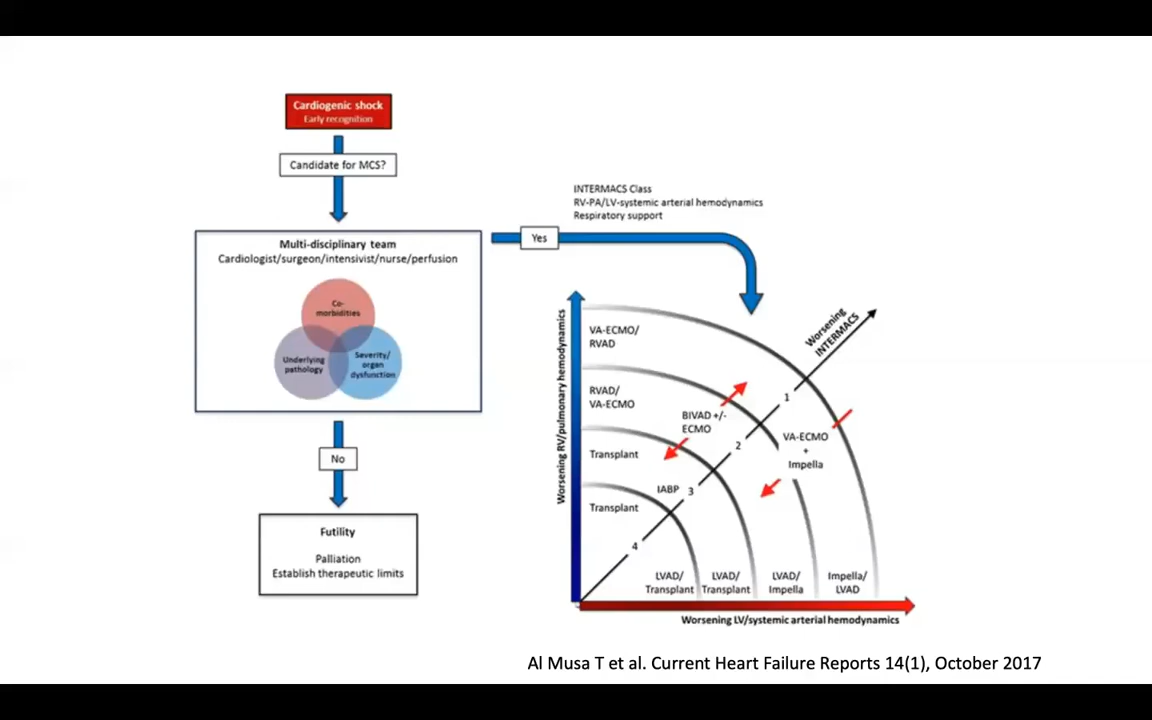 Cardiogenic shock
Early recognition
Candidate for MCS?
Multi-disciplinary team
Cardiologist/surgeon/intensivist/nurse/perfusion
Co-
morbidities
Underlying
pathology
Severity/
organ
dysfunction
No
Futility
Palliation
Establish therapeutic limits
Yes
INTERMACS Class
RV-PA/LV-systemic arterial hemodynamics
Respiratory support
Worsening RV/pulmonary hemodynamics
Worsening
INTERMACS
VA-ECMO/
RVAD
RVAD/
VA-ECMO
Transplant
Transplant
BIVAD +/-
ECMO
IABP
VA-ECMO
+
Impella
1
2
3
4
LVAD/
Transplant
LVAD/
Transplant
LVAD/
Impella
Impella/
LVAD
Worsening LV/systemic arterial hemodynamics
Al Musa T et al. Current Heart Failure Reports 14(1), October 2017